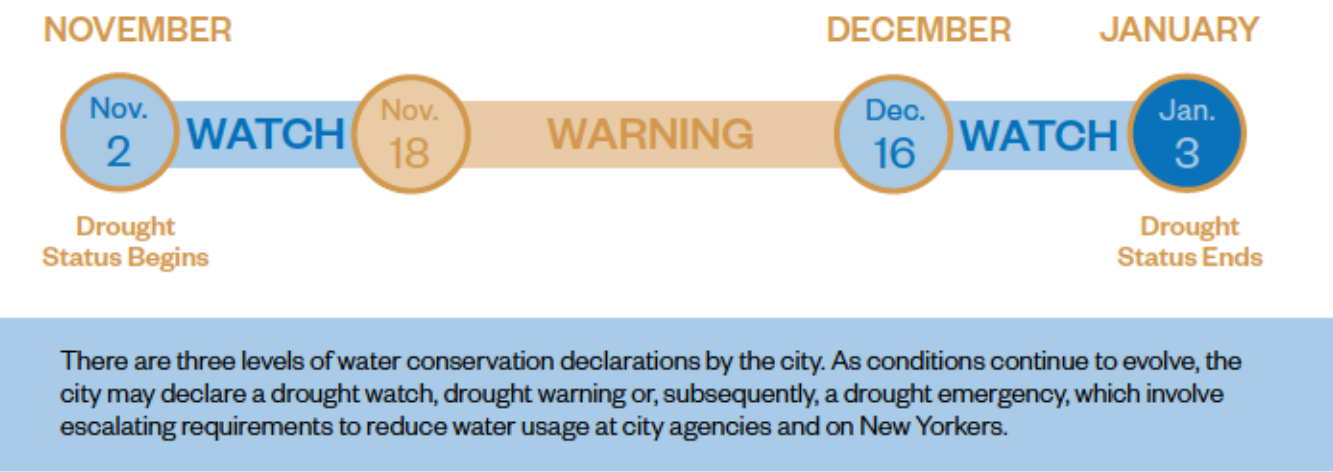 NOVEMBER DECEMBER JANUARY
Nov.
2
WATCH
Nov.
18
WARNING
Dec.
16
WATCH
Jan.
3
Drought
Status Begins
Drought
Status Ends
There are three levels of water conservation declarations by the city. As conditions continue to evolve, the
city may declare a drought watch, drought warning or, subsequently, a drought emergency, which involve
escalating requirements to reduce water usage at city agencies and on New Yorkers.